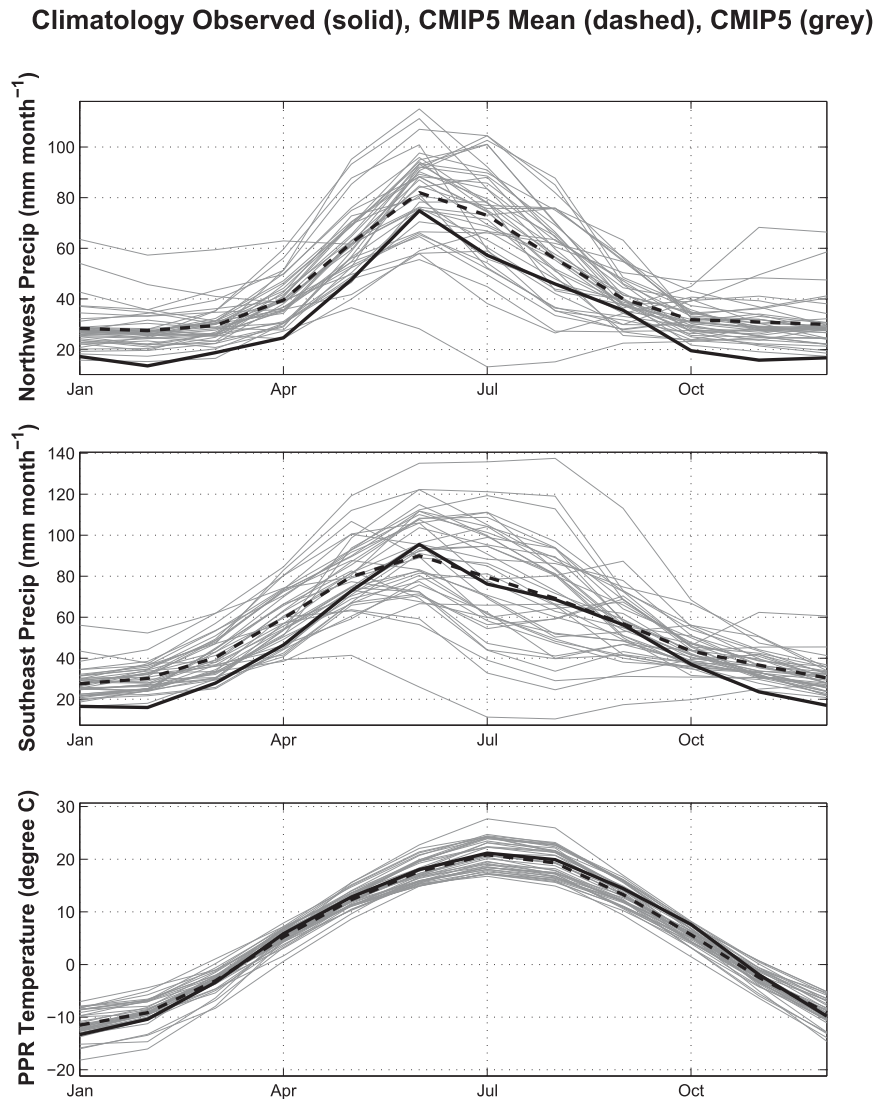 Climatology Observed (solid), CMIP5 Mean (dashed), CMIP5 (grey)
Northwest Precip (mm month⁻¹)
100
80
60
40
20
Jan Apr Jul Oct
Southeast Precip (mm month⁻¹)
140
120
100
80
60
40
20
Jan Apr Jul Oct
PPR Temperature (degree C)
30
20
10
0
−10
−20
Jan Apr Jul Oct